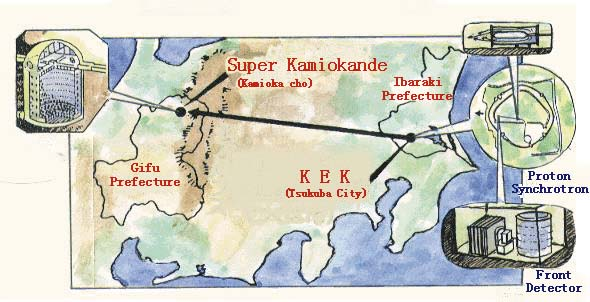 Super Kamiokande
(Kamioka cho)
Ibaraki
Prefecture
Gifu
Prefecture
K E K
(Tsukuba City)
Proton
Synchrotron
Front
Detector